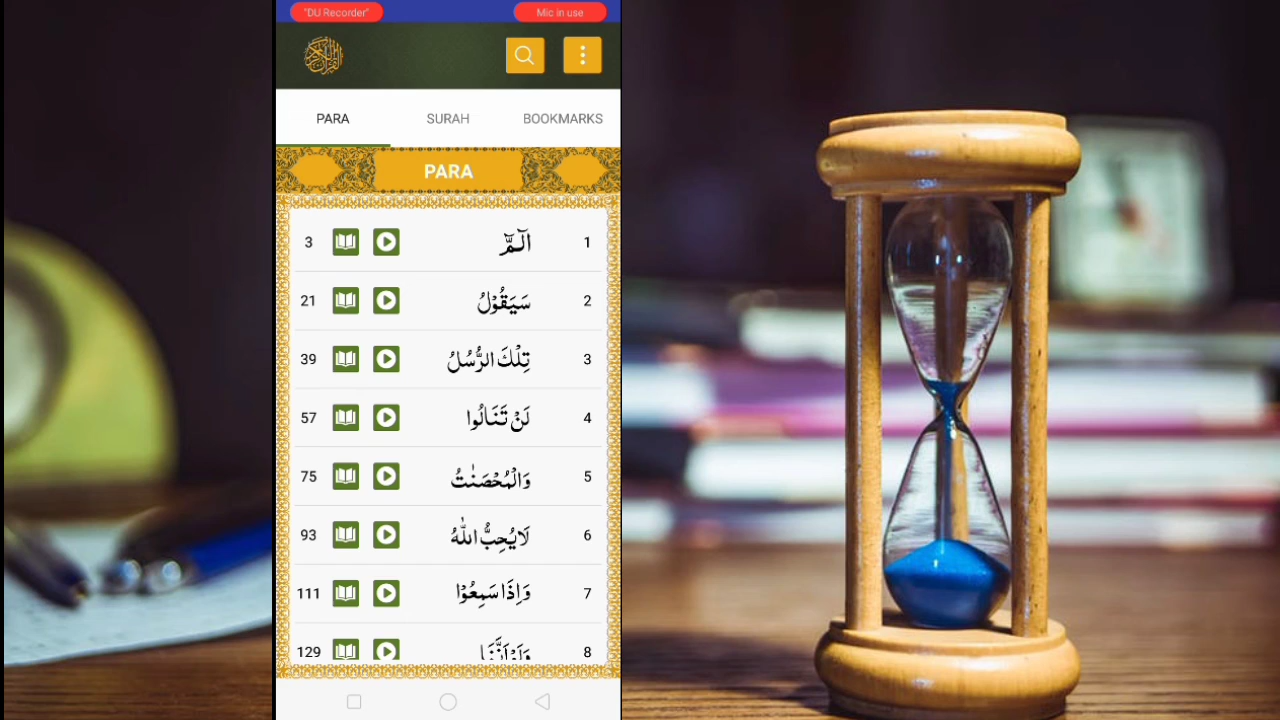 "DU Recorder" Mic in use
PARA SURAH BOOKMARKS
PARA
3 الٓمّٓ 1
21 سَيَقُوْلُ 2
39 تِلْكَ الرُّسُلُ 3
57 لَنْ تَنَالُوا 4
75 وَالْمُحْصَنٰتُ 5
93 لَا يُحِبُّ اللّٰهُ 6
111 وَاِذَا سَمِعُوْا 7
129 وَلَوْ اَنَّنَا 8